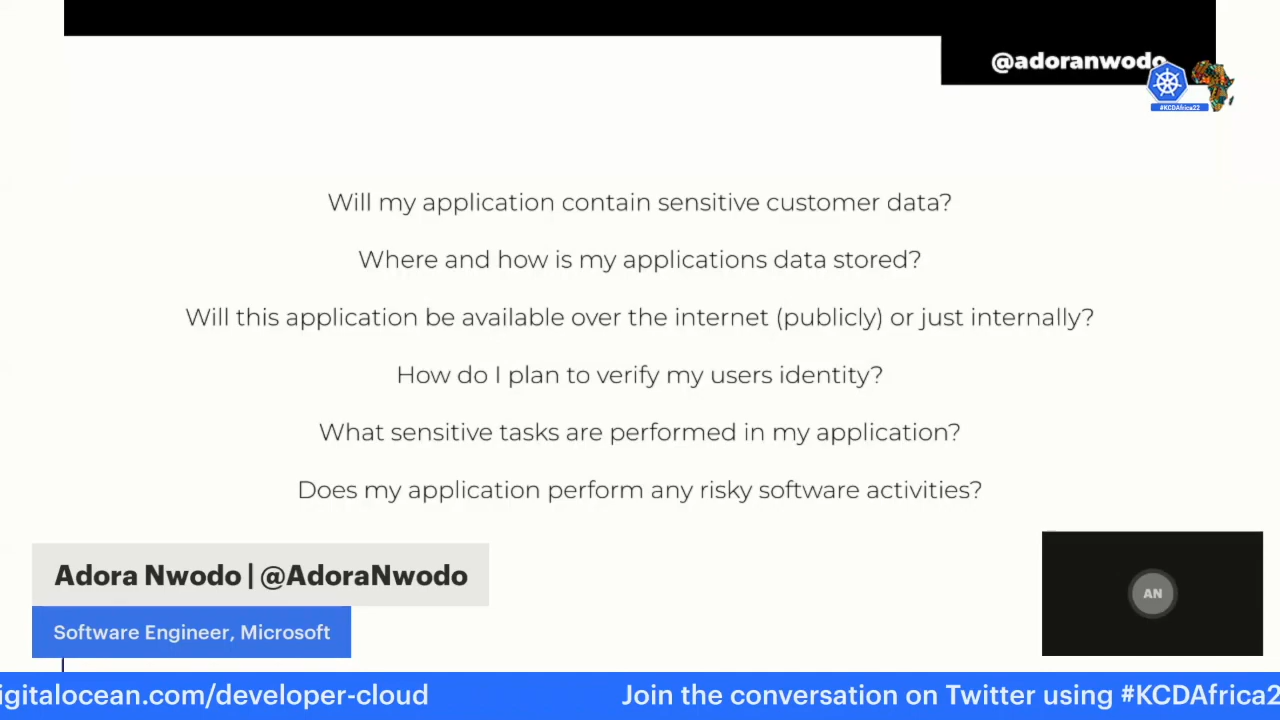 @adoranwodo
#KCDAfrica22
Will my application contain sensitive customer data?
Where and how is my applications data stored?
Will this application be available over the internet (publicly) or just internally?
How do I plan to verify my users identity?
What sensitive tasks are performed in my application?
Does my application perform any risky software activities?
Adora Nwodo | @AdoraNwodo
Software Engineer, Microsoft
AN
igitalocean.com/developer-cloud
Join the conversation on Twitter using #KCDAfrica2